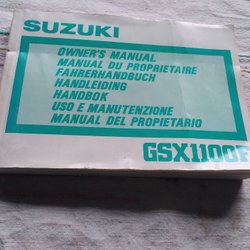 SUZUKI
OWNER'S MANUAL
MANUAL DU PROPRIETAIRE
FAHRERHANDBUCH
HANDLEIDING
HANDBOK
USO E MANUTENZIONE
MANUAL DEL PROPIETARIO
GSX1100F